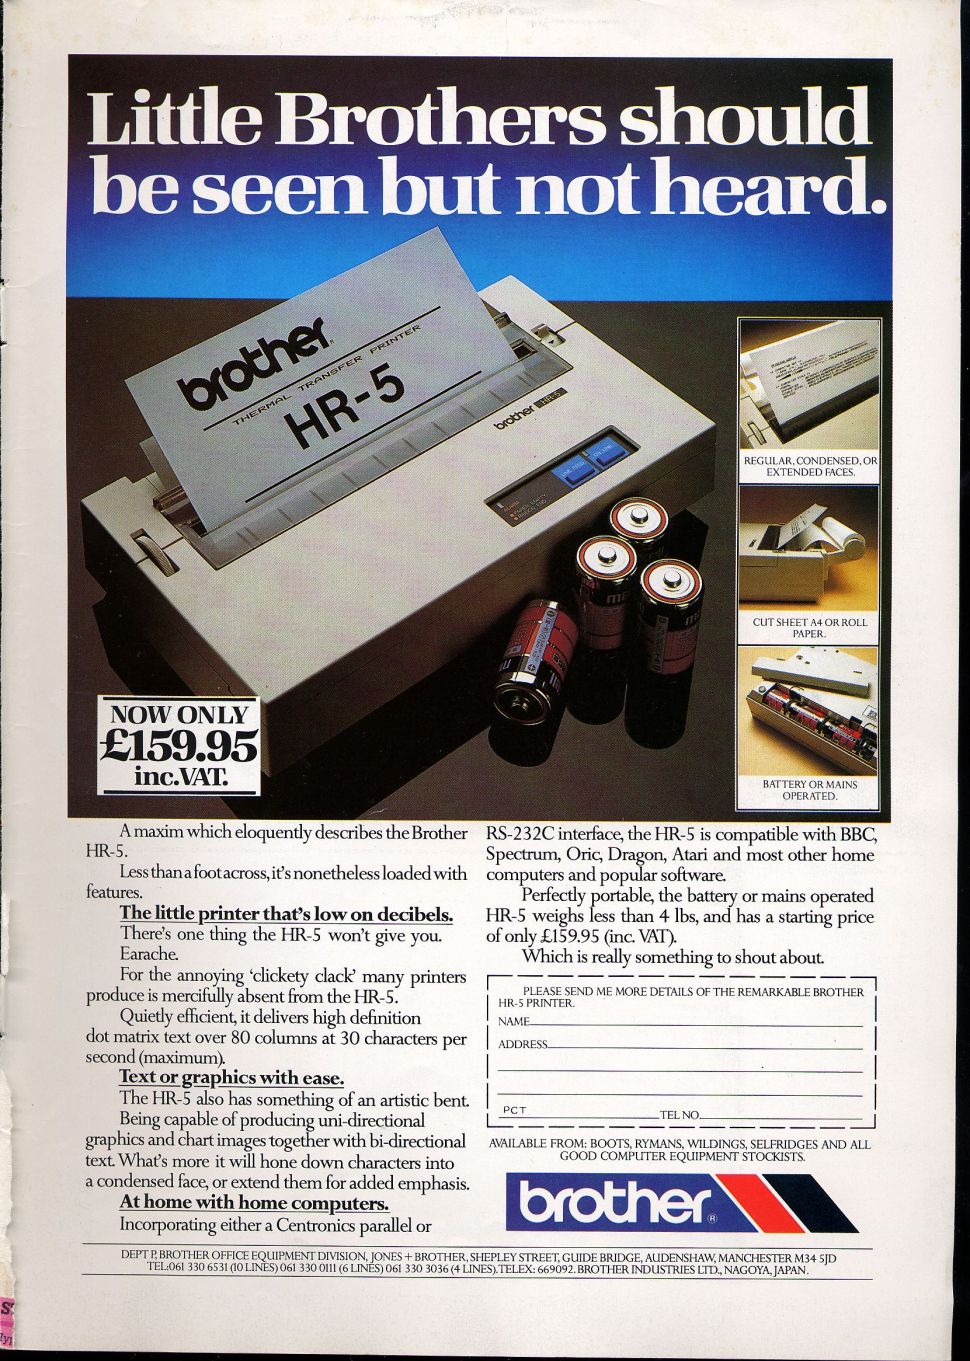 Little Brothers should
be seen but not heard.
brother
THERMAL TRANSFER PRINTER
HR-5
brother HR-5
LINE FEED
ON LINE
ALARM
PAPER EMPTY
RIBBON END
REGULAR, CONDENSED, OR
EXTENDED FACES.
CUT SHEET A4 OR ROLL
PAPER.
BATTERY OR MAINS
OPERATED.
NOW ONLY
£159.95
inc.VAT.
A maxim which eloquently describes the Brother
HR-5.
Less than a foot across, it's nonetheless loaded with
features.
The little printer that's low on decibels.
There's one thing the HR-5 won't give you.
Earache.
For the annoying 'clickety clack' many printers
produce is mercifully absent from the HR-5.
Quietly efficient, it delivers high definition
dot matrix text over 80 columns at 30 characters per
second (maximum).
Text or graphics with ease.
The HR-5 also has something of an artistic bent.
Being capable of producing uni-directional
graphics and chart images together with bi-directional
text. What's more it will hone down characters into
a condensed face, or extend them for added emphasis.
At home with home computers.
Incorporating either a Centronics parallel or
RS-232C interface, the HR-5 is compatible with BBC,
Spectrum, Oric, Dragon, Atari and most other home
computers and popular software.
Perfectly portable, the battery or mains operated
HR-5 weighs less than 4 lbs, and has a starting price
of only £159.95 (inc. VAT).
Which is really something to shout about.
PLEASE SEND ME MORE DETAILS OF THE REMARKABLE BROTHER
HR-5 PRINTER.
NAME
ADDRESS
PCT TEL NO.
AVAILABLE FROM: BOOTS, RYMANS, WILDINGS, SELFRIDGES AND ALL
GOOD COMPUTER EQUIPMENT STOCKISTS.
brother®
DEPT P, BROTHER OFFICE EQUIPMENT DIVISION, JONES + BROTHER, SHEPLEY STREET, GUIDE BRIDGE, AUDENSHAW, MANCHESTER M34 5JD
TEL:061 330 6531 (10 LINES) 061 330 0111 (6 LINES) 061 330 3036 (4 LINES). TELEX: 669092. BROTHER INDUSTRIES LTD., NAGOYA, JAPAN.